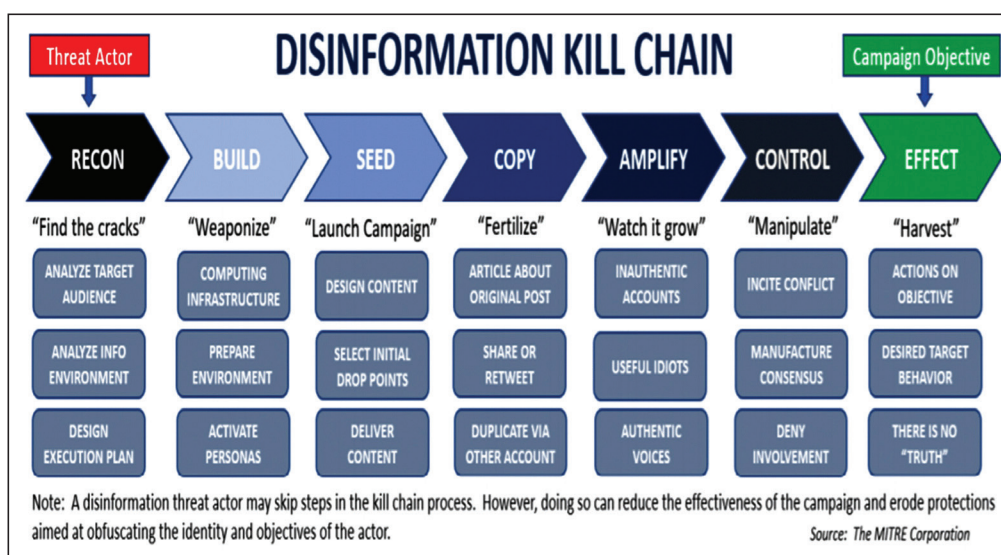 DISINFORMATION KILL CHAIN
Threat Actor
Campaign Objective
RECON
BUILD
SEED
COPY
AMPLIFY
CONTROL
EFFECT
“Find the cracks”
“Weaponize”
“Launch Campaign”
“Fertilize”
“Watch it grow”
“Manipulate”
“Harvest”
ANALYZE TARGET
AUDIENCE
COMPUTING
INFRASTRUCTURE
DESIGN CONTENT
ARTICLE ABOUT
ORIGINAL POST
INAUTHENTIC
ACCOUNTS
INCITE CONFLICT
ACTIONS ON
OBJECTIVE
ANALYZE INFO
ENVIRONMENT
PREPARE
ENVIRONMENT
SELECT INITIAL
DROP POINTS
SHARE OR
RETWEET
USEFUL IDIOTS
MANUFACTURE
CONSENSUS
DESIRED TARGET
BEHAVIOR
DESIGN
EXECUTION PLAN
ACTIVATE
PERSONAS
DELIVER
CONTENT
DUPLICATE VIA
OTHER ACCOUNT
AUTHENTIC
VOICES
DENY
INVOLVEMENT
THERE IS NO
“TRUTH”
Note: A disinformation threat actor may skip steps in the kill chain process. However, doing so can reduce the effectiveness of the campaign and erode protections
aimed at obfuscating the identity and objectives of the actor.
Source: The MITRE Corporation